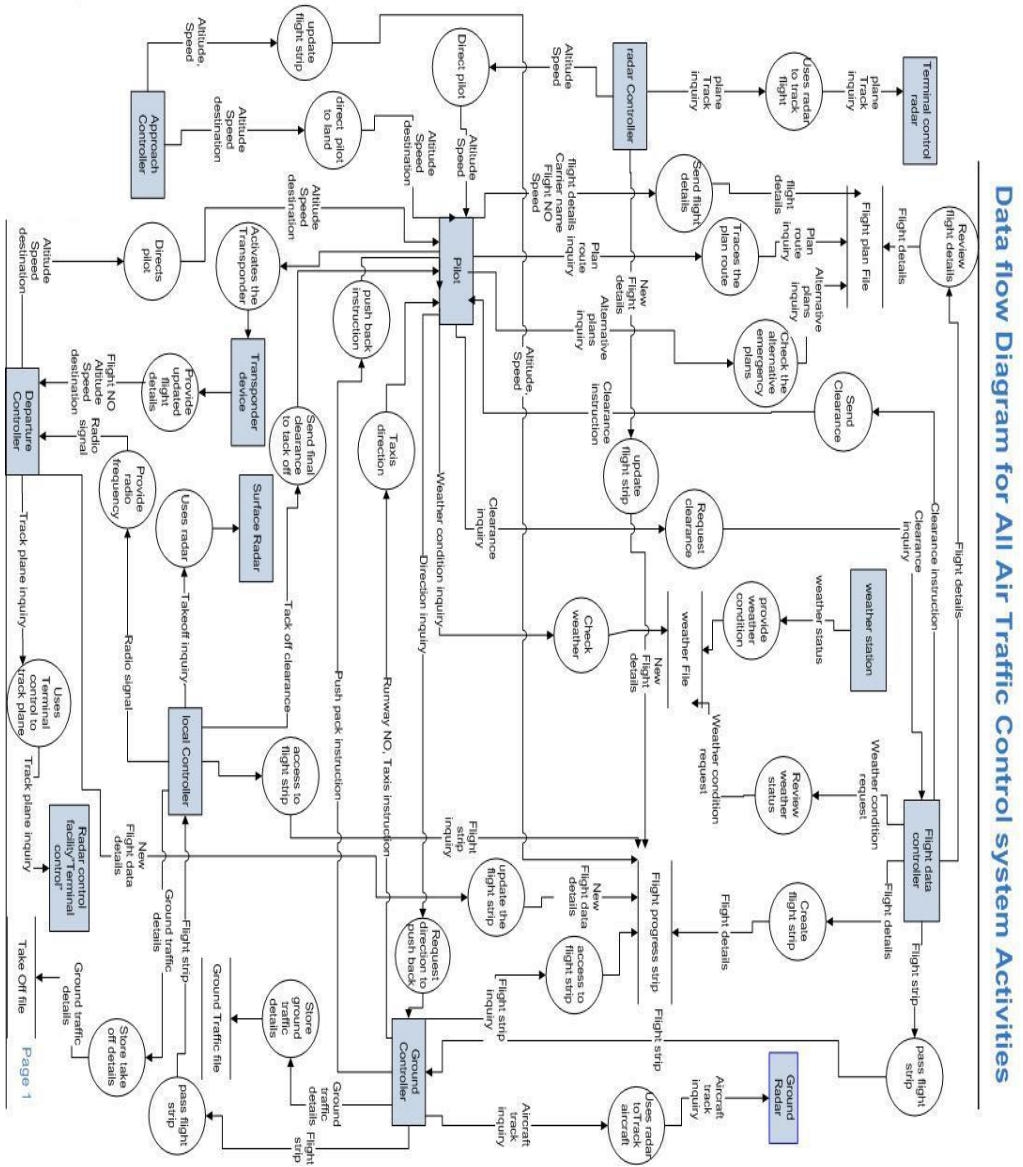 Data flow Diagram for All Air Traffic Control system Activities
Terminal control
radar
plane
Track
inquiry
Uses radar
to track
flight
plane
Track
inquiry
radar Controller
Altitude
Speed
Direct pilot
Altitude
Speed
Review
flight details
Flight details
Flight plan File
flight
details
Plan
route
inquiry
Alternative
plans
inquiry
Send flight
details
Traces the
plan route
Check the
alternative
emergency
plans
flight details
Carrier name
Flight NO
Speed
Plan
route
inquiry
Alternative
plans
inquiry
New
Flight
details
update
flight strip
New
Flight
details
Send
Clearance
Clearance
instruction
Clearance instruction
Clearance
inquiry
Flight details
Request
clearance
Clearance
inquiry
weather station
weather status
provide
weather
condition
weather File
Check
weather
Weather condition inquiry
Direction inquiry
Weather condition
request
Review
weather
status
Weather condition
request
Flight data
controller
Flight details
Create
flight strip
Flight details
Flight progress strip
Flight strip
pass flight
strip
Flight strip
Ground
Radar
Aircraft
track
inquiry
Uses radar
toTrack
aircraft
Aircraft
track
inquiry
Altitude,
Speed
update
flight strip
Altitude,
Speed
Approach
Controller
Altitude
Speed
destination
direct pilot
to land
Altitude
Speed
destination
Pilot
Altitude
Speed
destination
Directs
pilot
Altitude
Speed
destination
Activates the
Transponder
Transponder
device
Provide
updated
flight
details
Flight NO
Altitude
Speed
destination
push back
instruction
Taxis
direction
Send final
clearance
to tack off
Tack off clearance
Surface Radar
Uses radar
Takeoff inquiry
Provide
radio
frequency
Radio
signal
Radio signal
Departure
Controller
Track plane inquiry
Uses
Terminal
control to
track plane
Track plane inquiry
Radar control
facility"Terminal
control"
local Controller
access to
flight strip
Flight
strip
inquiry
Push pack instruction
Runway NO, Taxis instruction
New
Flight data
details
update the
flight strip
New
Flight data
details
access to
flight strip
Flight strip
inquiry
Request
direction to
push back
Ground
Controller
Store
ground
traffic
details
Ground
traffic
details
Ground Traffic file
Flight
strip
pass flight
strip
Flight strip
Ground traffic
details
Store take
off details
Ground traffic
details
Take Off file
Page 1